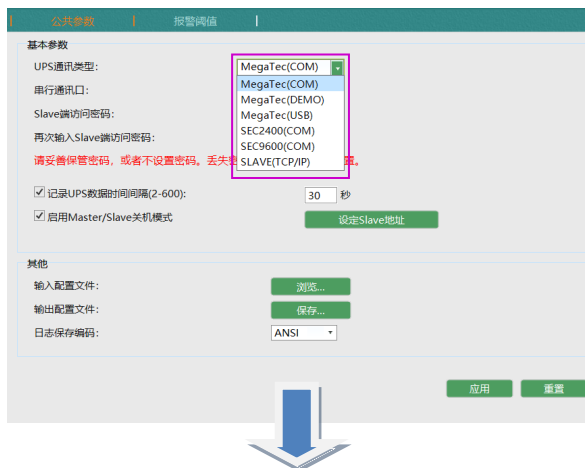 公共参数 报警阈值
基本参数
UPS通讯类型: MegaTec(COM)
串行通讯口: MegaTec(COM)
MegaTec(DEMO)
Slave端访问密码: MegaTec(USB)
SEC2400(COM)
再次输入Slave端访问密码: SEC9600(COM)
请妥善保管密码，或者不设置密码。丢失密 SLAVE(TCP/IP) 置。
记录UPS数据时间间隔(2-600): 30 秒
启用Master/Slave关机模式 设定Slave地址
其他
输入配置文件: 浏览...
输出配置文件: 保存...
日志保存编码: ANSI
应用 重置